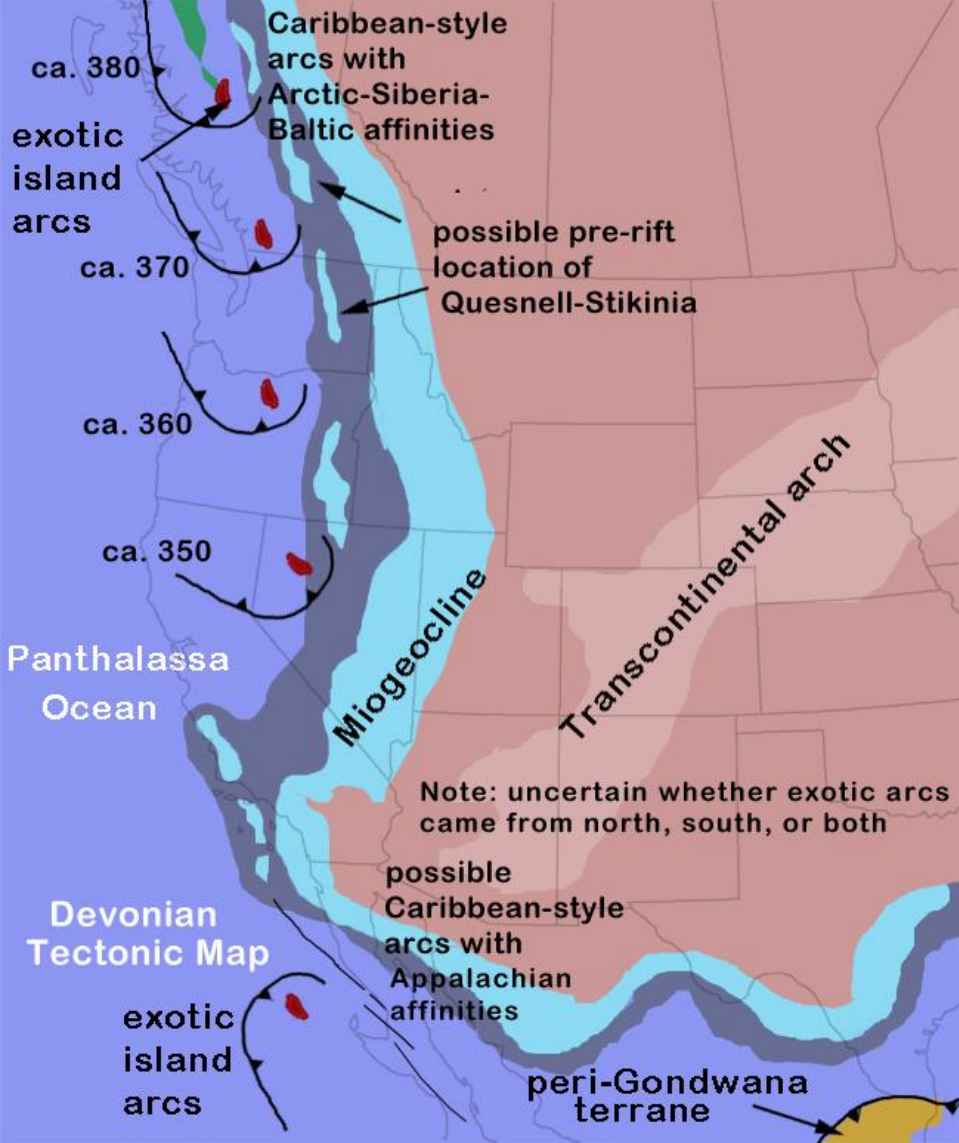 Caribbean-style
arcs with
Arctic-Siberia-
Baltic affinities
ca. 380
exotic
island
arcs
possible pre-rift
location of
Quesnell-Stikinia
ca. 370
ca. 360
Transcontinental arch
ca. 350
Miogeocline
Panthalassa
Ocean
Note: uncertain whether exotic arcs
came from north, south, or both
possible
Caribbean-style
arcs with
Appalachian
affinities
Devonian
Tectonic Map
exotic
island
arcs
peri-Gondwana
terrane